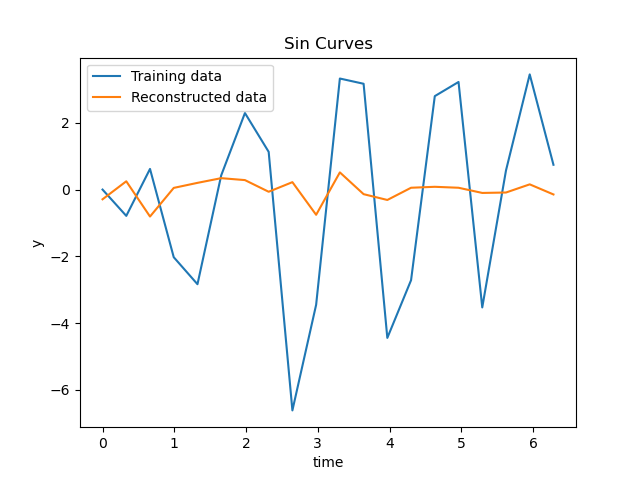 Sin Curves
Training data
Reconstructed data
2
0
−2
−4
−6
y
0 1 2 3 4 5 6
time